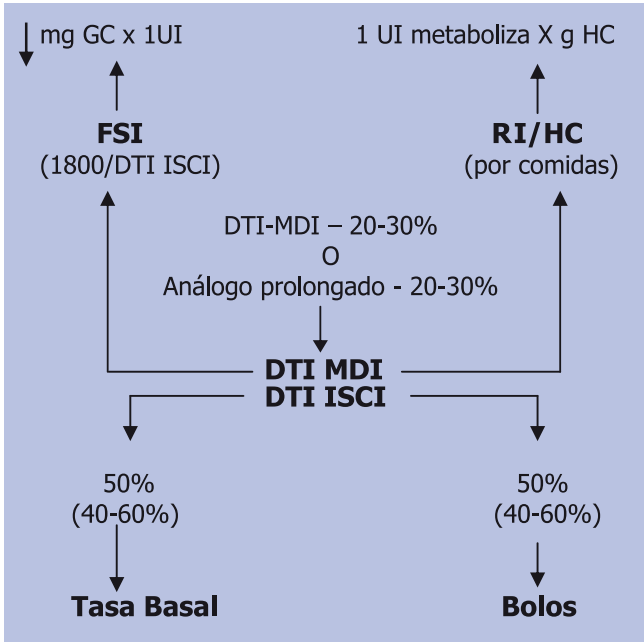 ↓ mg GC x 1UI
1 UI metaboliza X g HC
FSI
(1800/DTI ISCI)
RI/HC
(por comidas)
DTI-MDI – 20-30%
O
Análogo prolongado - 20-30%
DTI MDI
DTI ISCI
50%
(40-60%)
50%
(40-60%)
Tasa Basal
Bolos